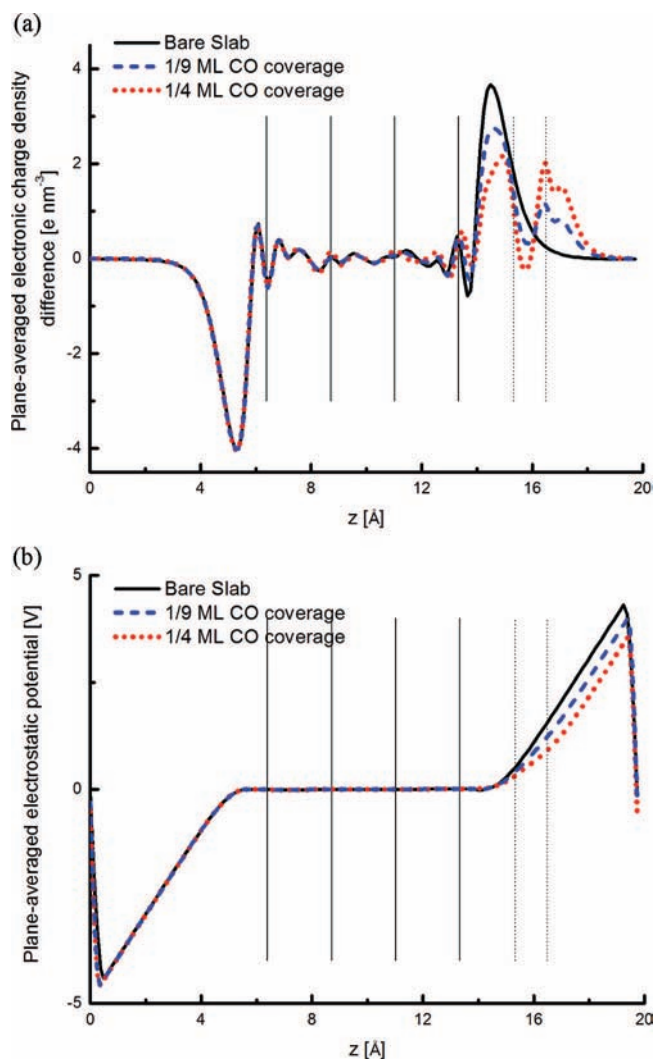 (a)
Bare Slab
1/9 ML CO coverage
1/4 ML CO coverage
Plane-averaged electronic charge density
difference [e nm⁻³]
4
2
0
-2
-4
0 4 8 12 16 20
z [Å]
(b)
Bare Slab
1/9 ML CO coverage
1/4 ML CO coverage
Plane-averaged electrostatic potential [V]
5
0
-5
0 4 8 12 16 20
z [Å]